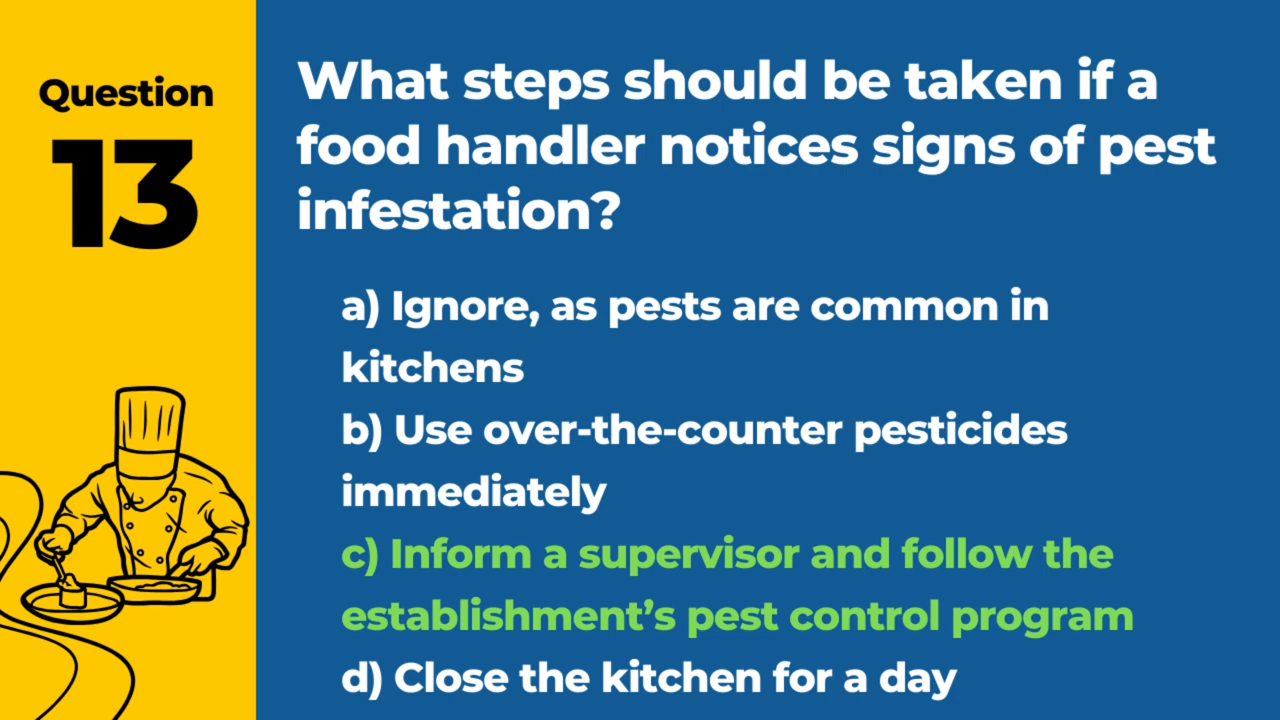 Question
13
What steps should be taken if a
food handler notices signs of pest
infestation?
a) Ignore, as pests are common in
kitchens
b) Use over-the-counter pesticides
immediately
c) Inform a supervisor and follow the
establishment’s pest control program
d) Close the kitchen for a day